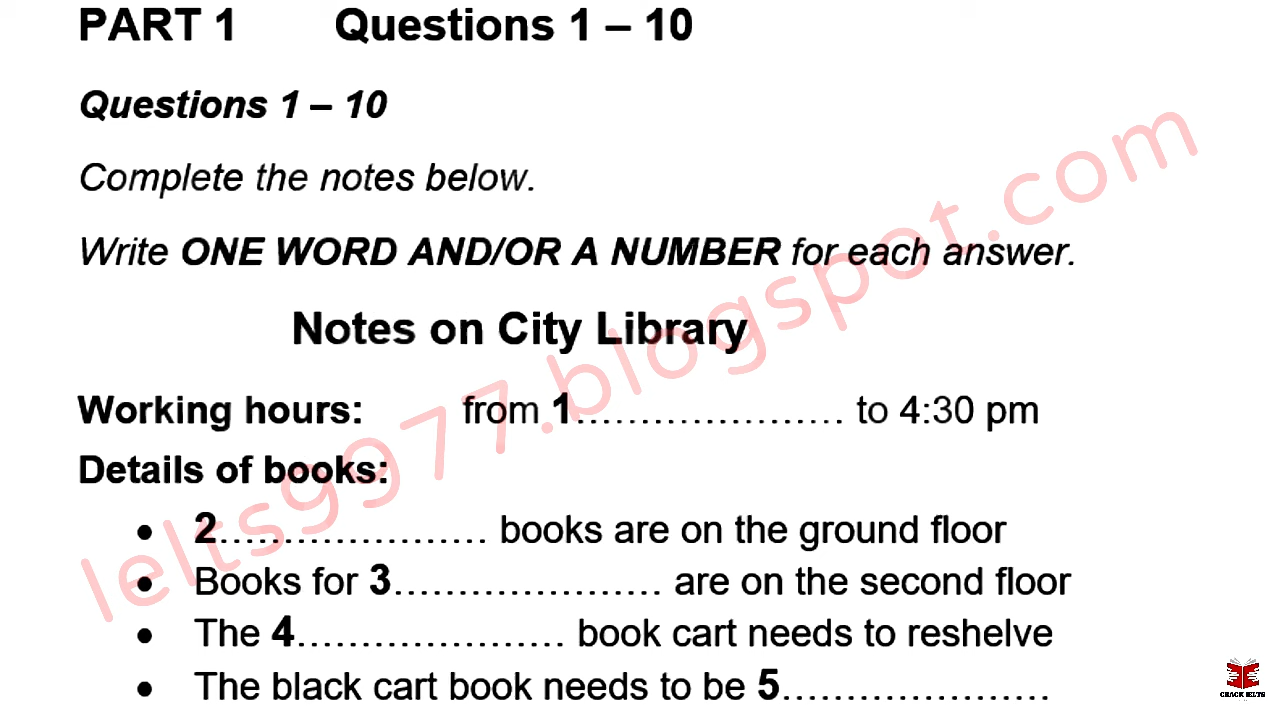 PART 1 Questions 1 – 10
Questions 1 – 10
Complete the notes below.
Write ONE WORD AND/OR A NUMBER for each answer.
Notes on City Library
Working hours: from 1..................... to 4:30 pm
Details of books:
• 2..................... books are on the ground floor
• Books for 3..................... are on the second floor
• The 4..................... book cart needs to reshelve
• The black cart book needs to be 5.....................
Ielts9977.blogspot.com
CRACK IELTS